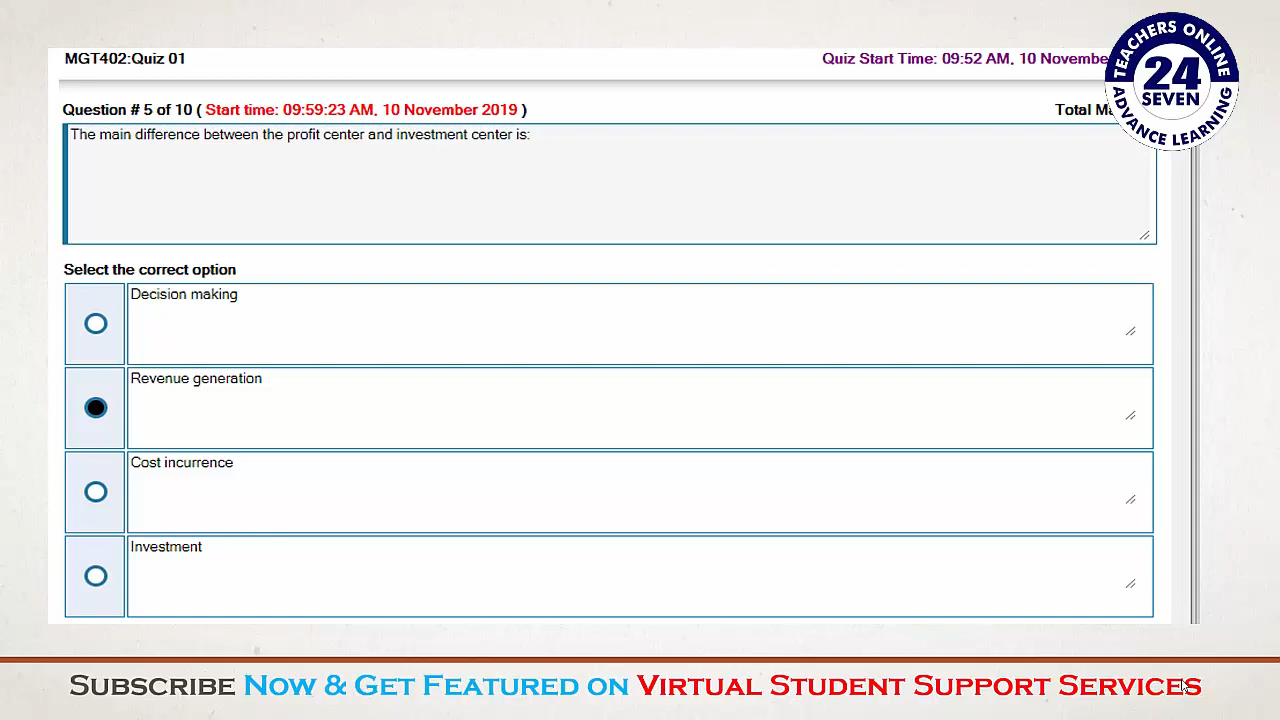 MGT402:Quiz 01
Quiz Start Time: 09:52 AM, 10
TEACHERS ONLINE
24
SEVEN
ADVANCE LEARNING
Question # 5 of 10 ( Start time: 09:59:23 AM, 10 November 2019 )
Total
The main difference between the profit center and investment center is:
Select the correct option
Decision making
Revenue generation
Cost incurrence
Investment
SUBSCRIBE NOW & GET FEATURED ON VIRTUAL STUDENT SUPPORT SERVICES